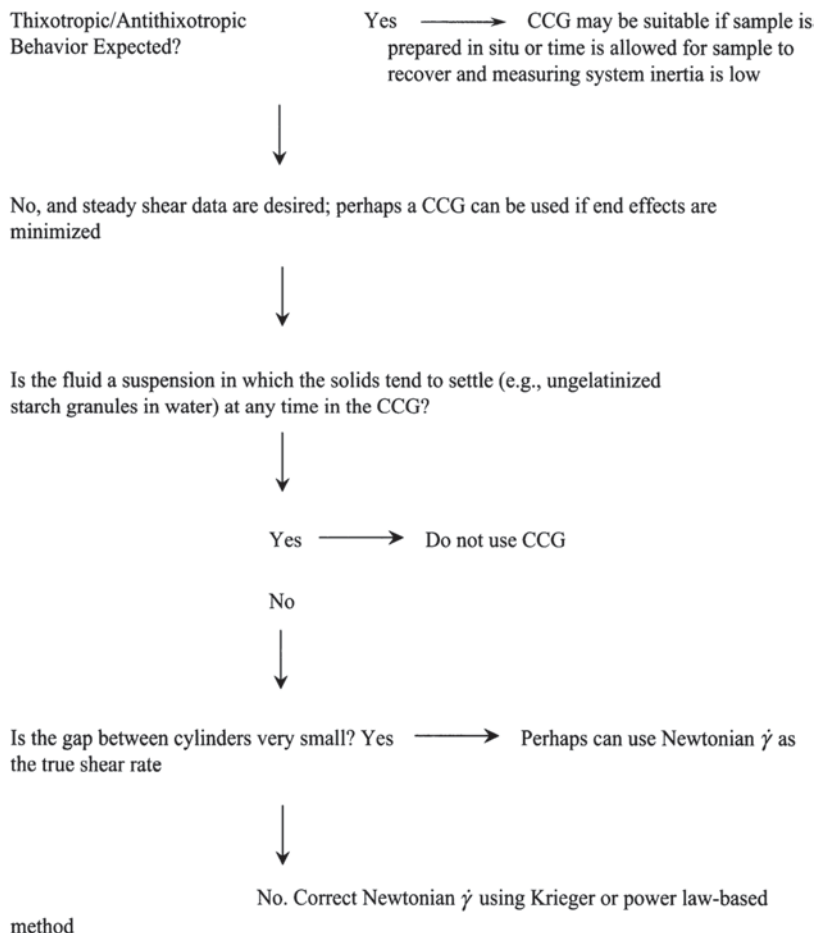 Thixotropic/Antithixotropic Yes CCG may be suitable if sample is
Behavior Expected? prepared in situ or time is allowed for sample to
recover and measuring system inertia is low
No, and steady shear data are desired; perhaps a CCG can be used if end effects are
minimized
Is the fluid a suspension in which the solids tend to settle (e.g., ungelatinized
starch granules in water) at any time in the CCG?
Yes Do not use CCG
No
Is the gap between cylinders very small? Yes Perhaps can use Newtonian γ̇ as
the true shear rate
No. Correct Newtonian γ̇ using Krieger or power law-based
method